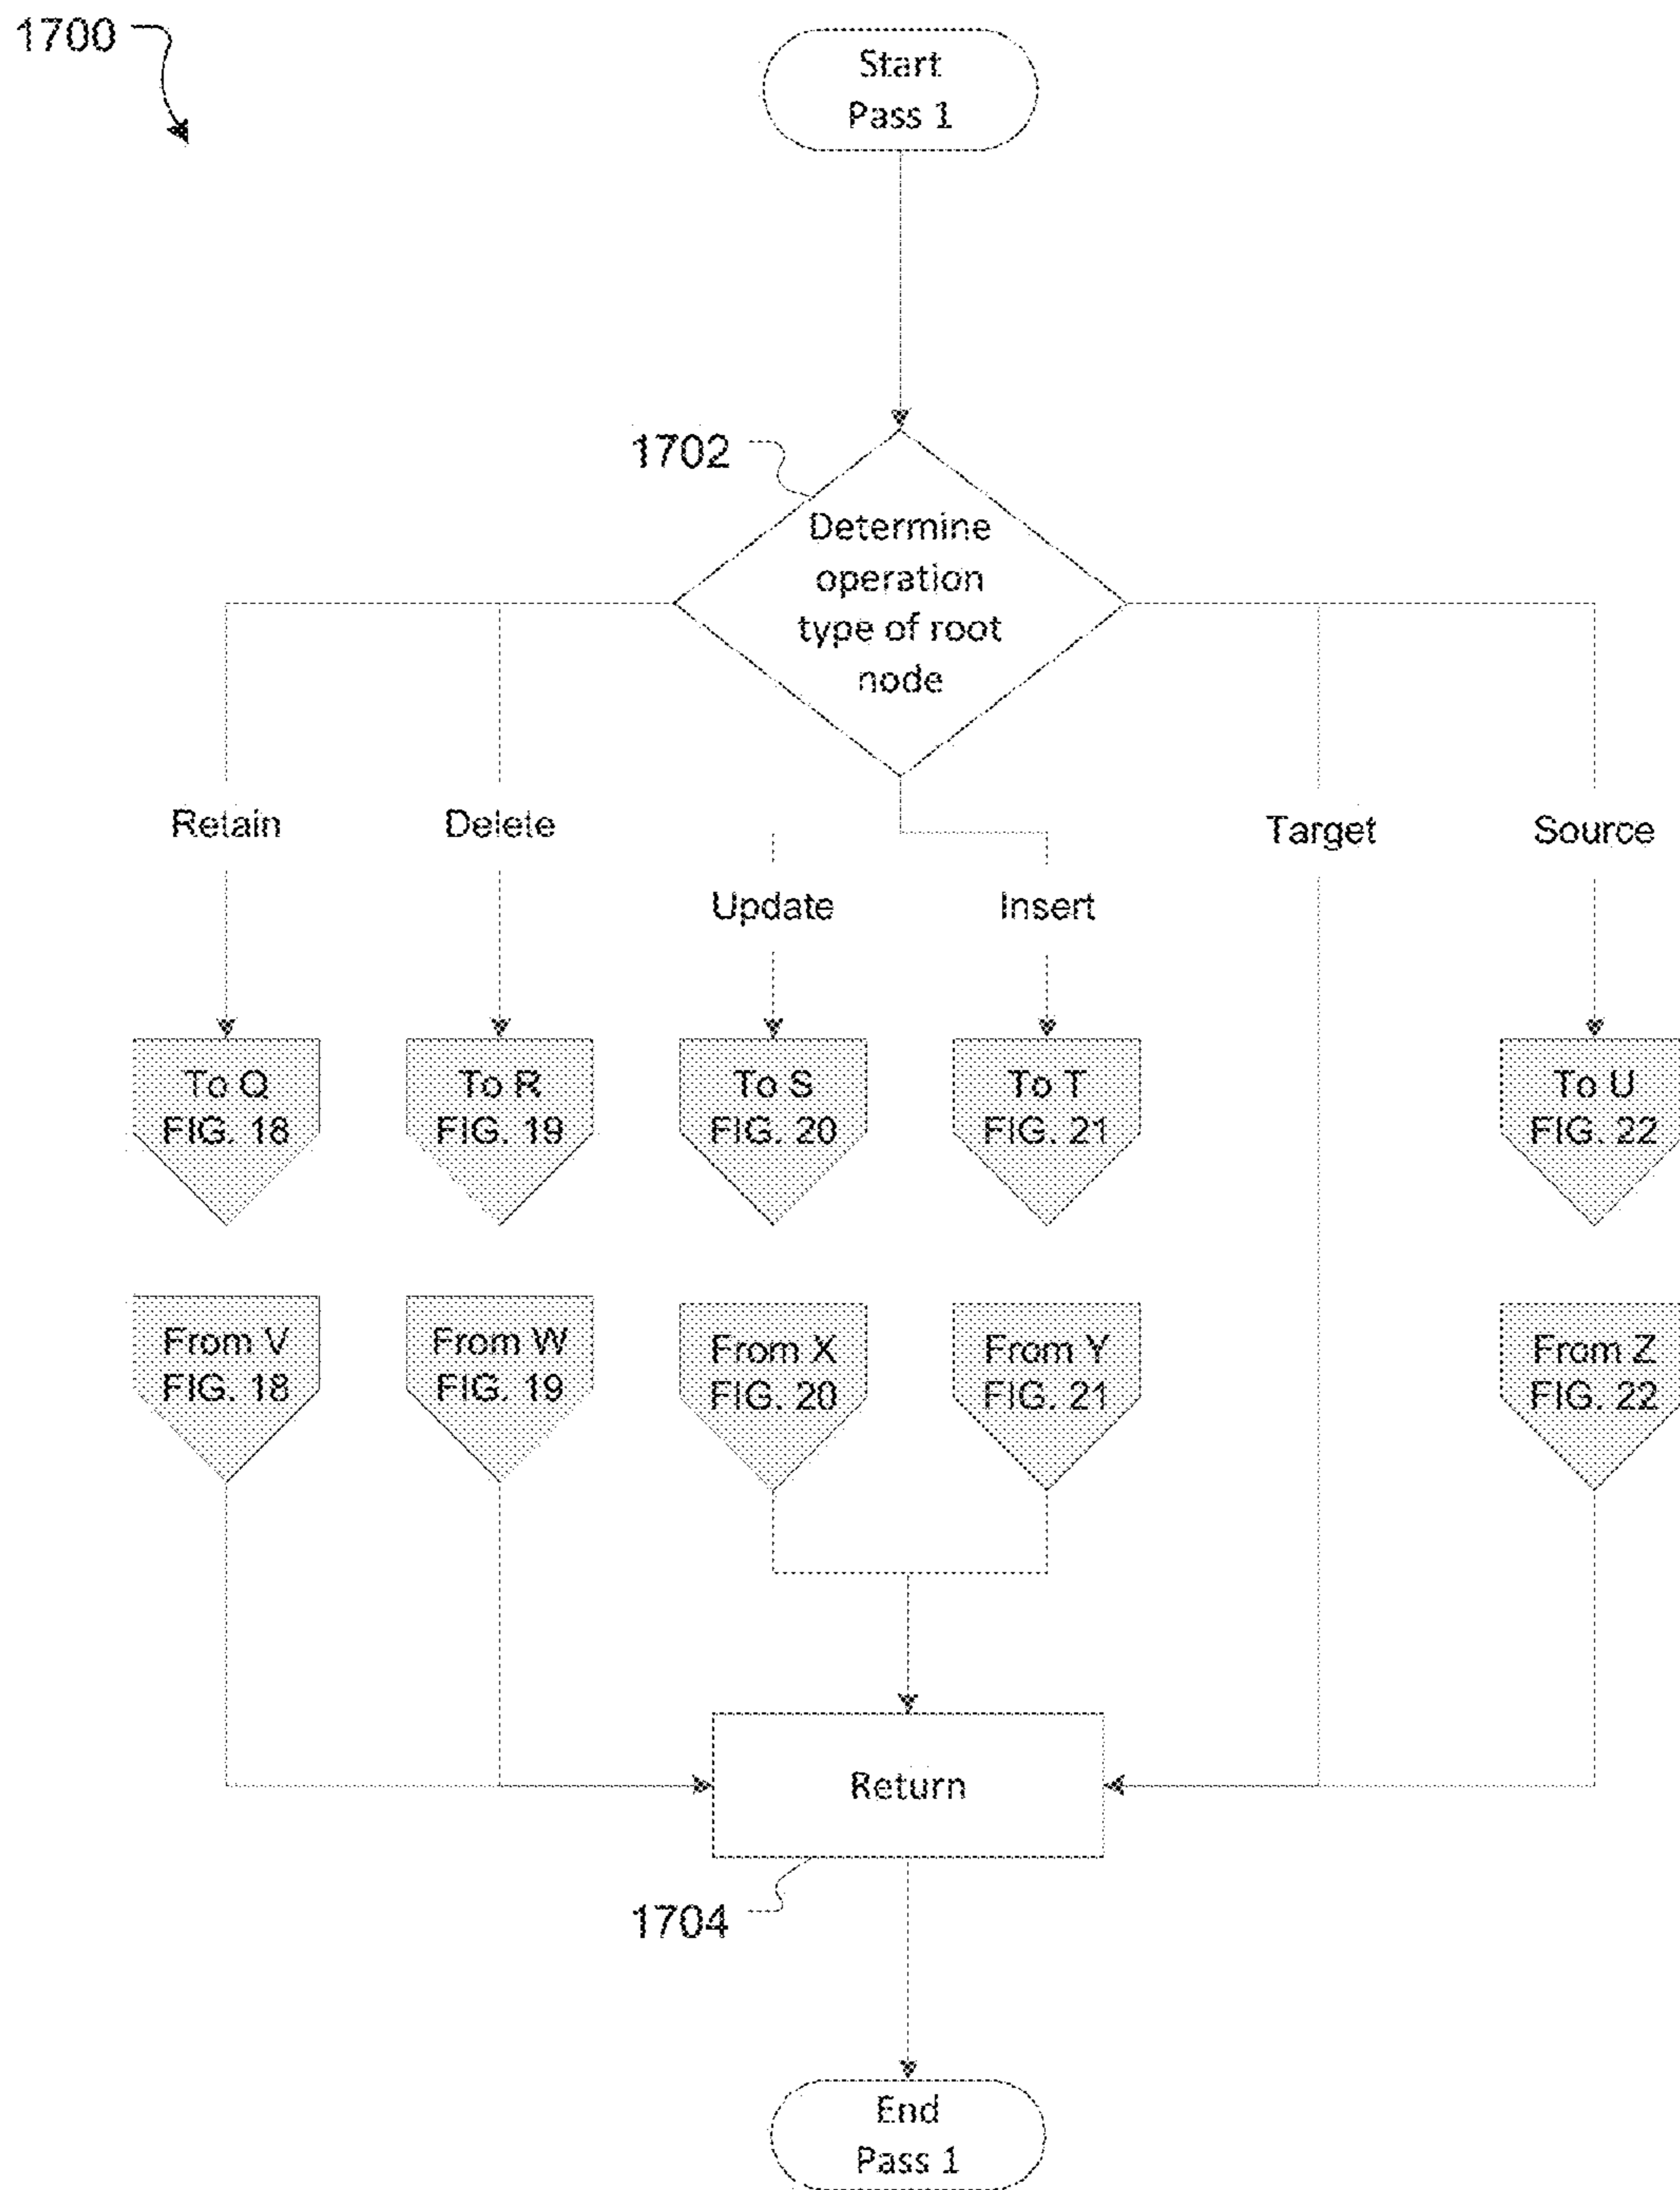 1700
Start
Pass 1
1702
Determine
operation
type of root
node
Retain
Delete
Update
Insert
Target
Source
To Q
FIG. 18
To R
FIG. 19
To S
FIG. 20
To T
FIG. 21
To U
FIG. 22
From V
FIG. 18
From W
FIG. 19
From X
FIG. 20
From Y
FIG. 21
From Z
FIG. 22
Return
1704
End
Pass 1